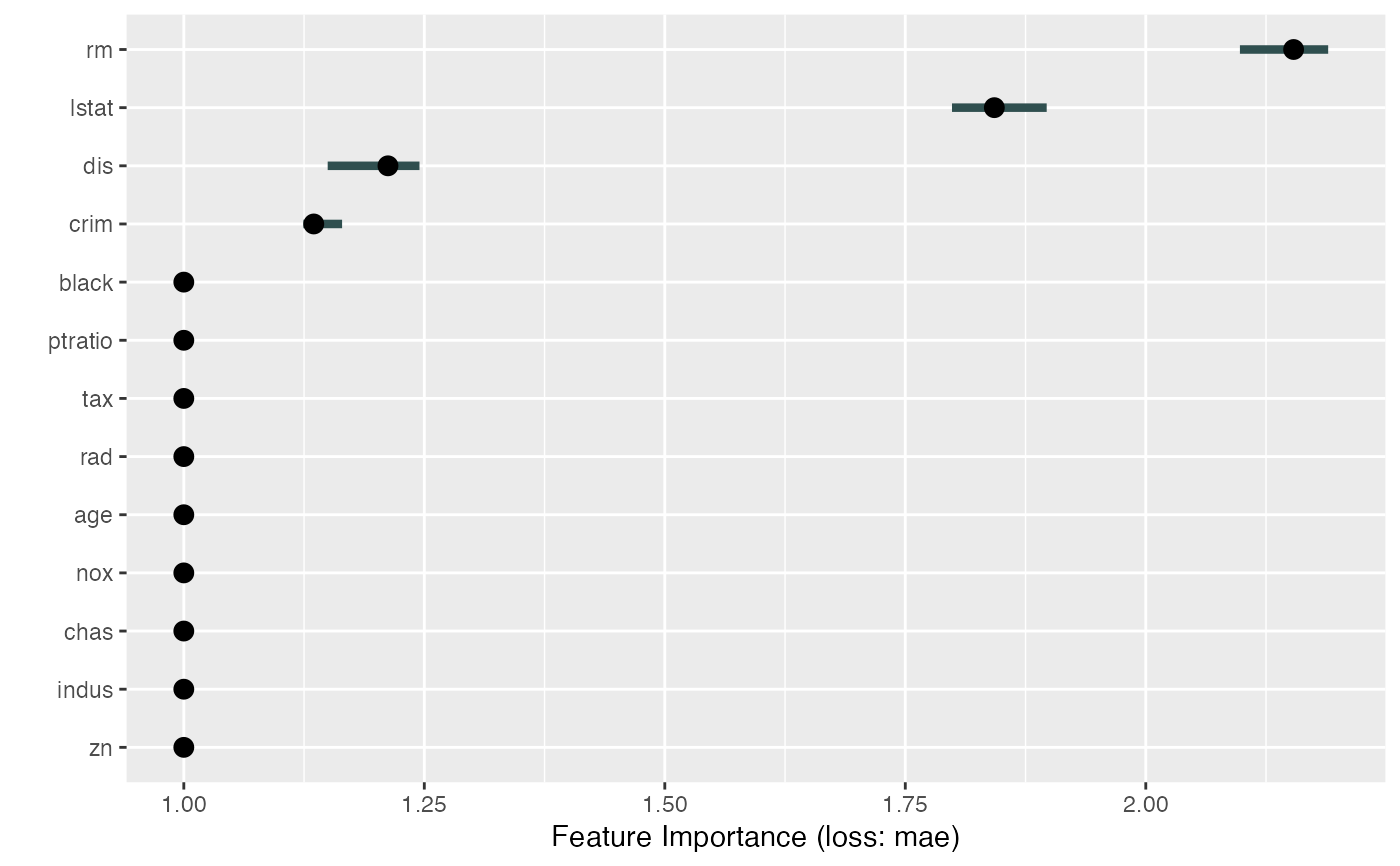 rm
lstat
dis
crim
black
ptratio
tax
rad
age
nox
chas
indus
zn
1.00 1.25 1.50 1.75 2.00
Feature Importance (loss: mae)